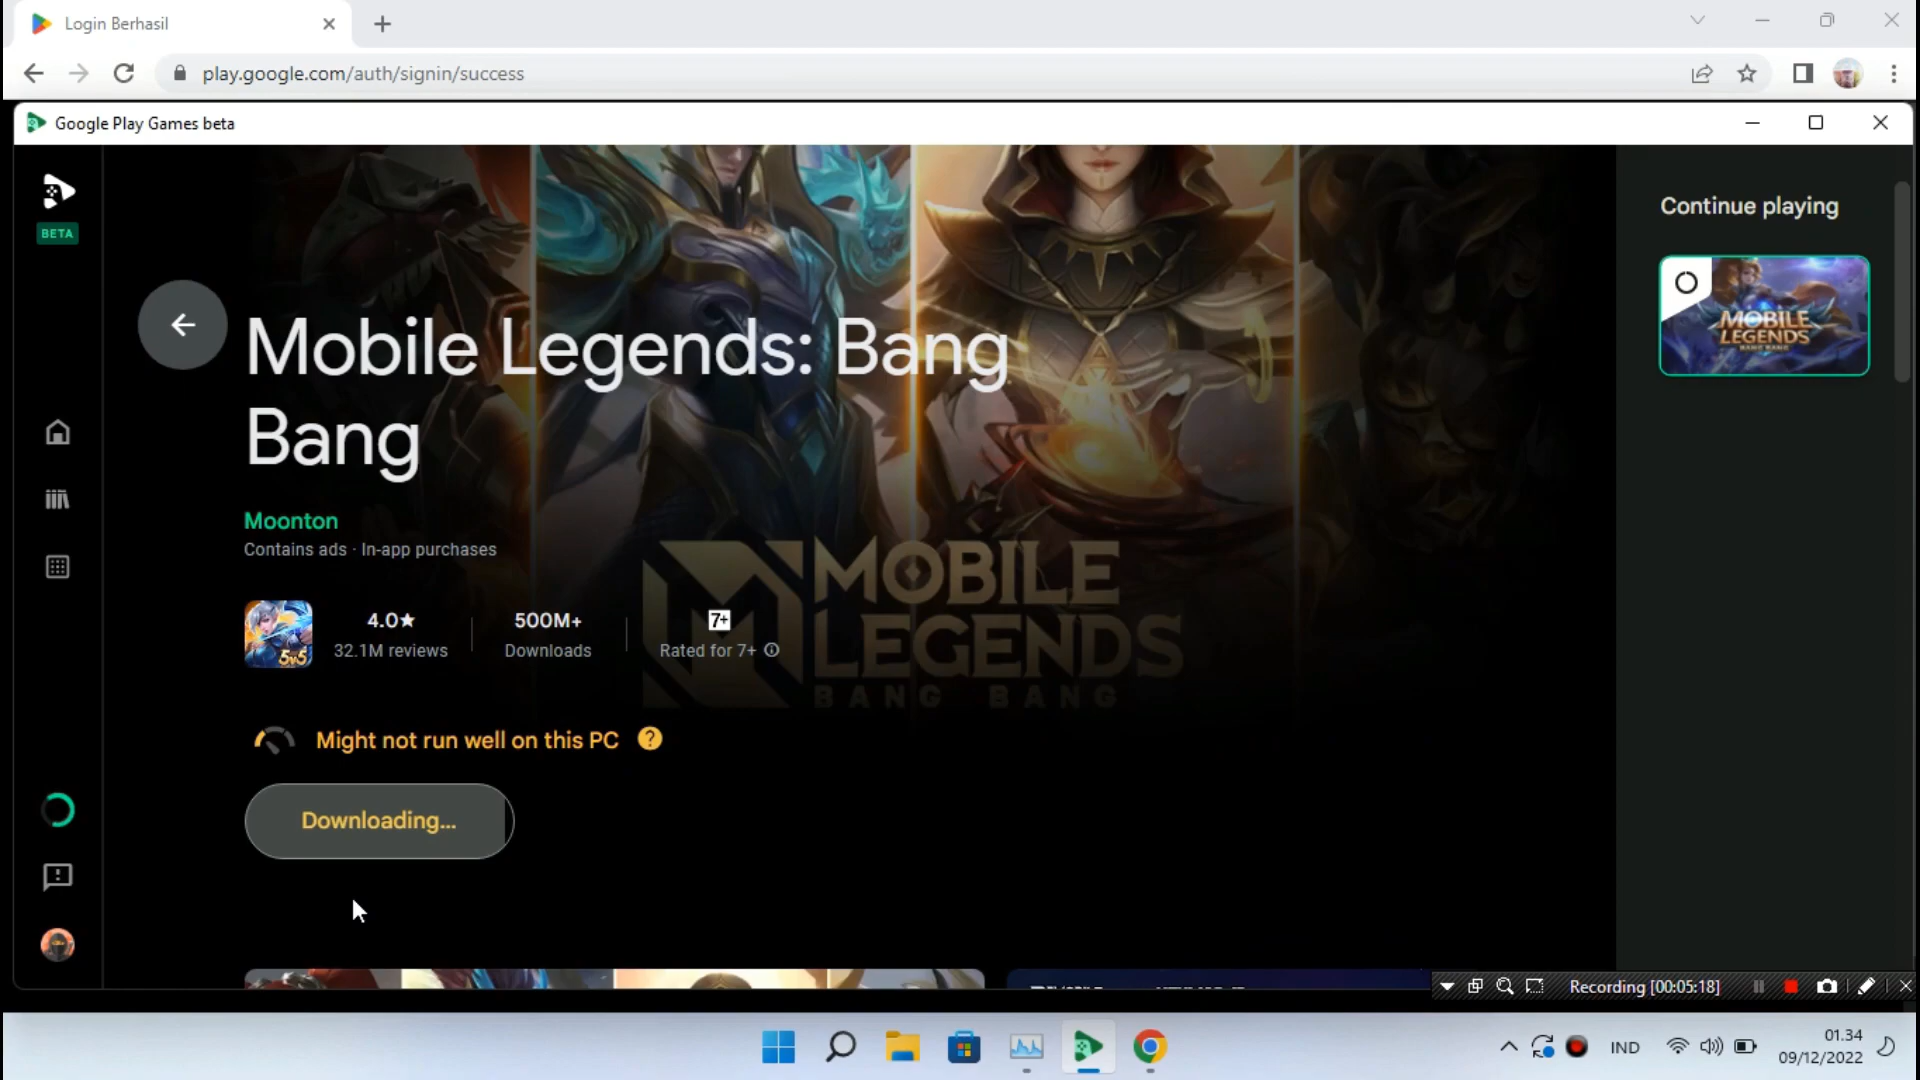 Login Berhasil
play.google.com/auth/signin/success
Google Play Games beta
BETA
Continue playing
MOBILE
LEGENDS
BANG BANG
Mobile Legends: Bang
Bang
Moonton
Contains ads · In-app purchases
MOBILE
LEGENDS
BANG BANG
5v5
4.0★
32.1M reviews
500M+
Downloads
7+
Rated for 7+
Might not run well on this PC
?
Downloading...
Recording [00:05:18]
IND
01.34
09/12/2022